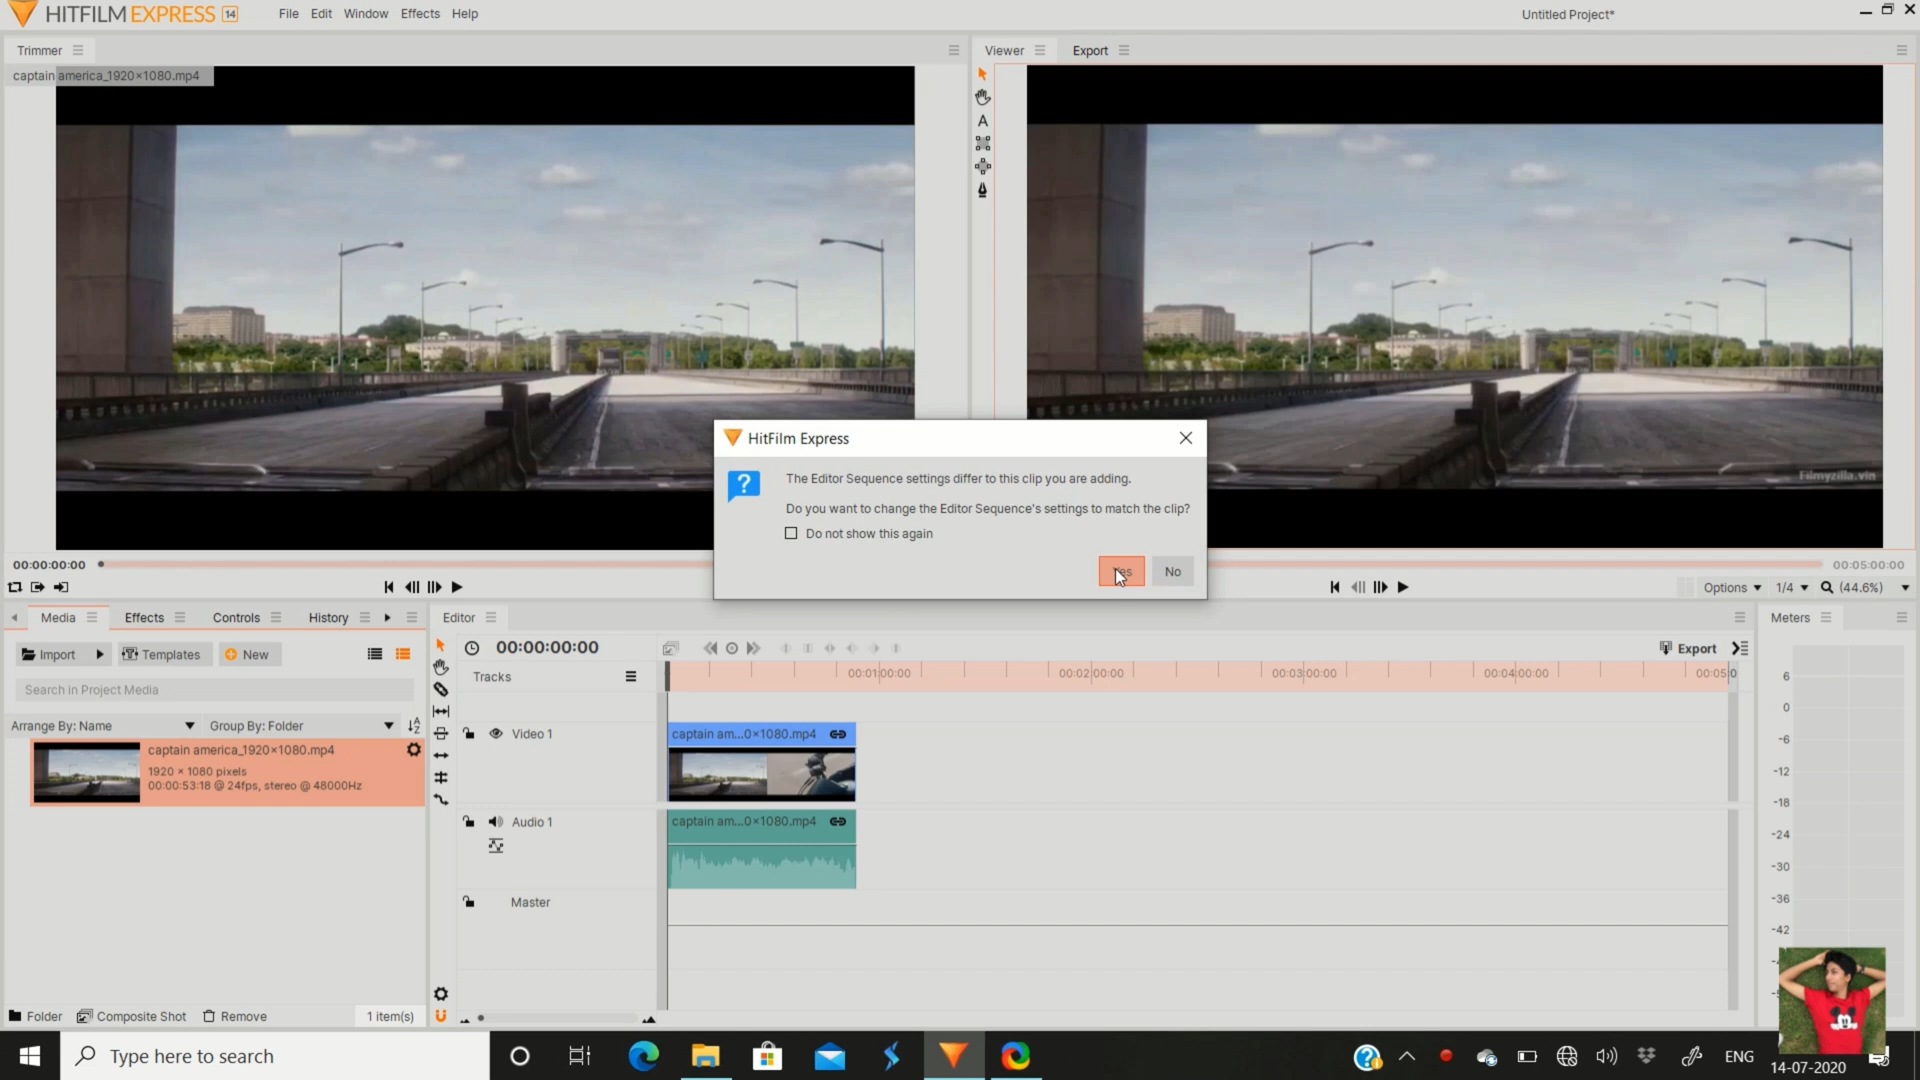 HITFILM EXPRESS 14
File Edit Window Effects Help
Untitled Project*
Trimmer
Viewer
Export
captain america_1920×1080.mp4
A
Filmyzilla.vin
HitFilm Express
The Editor Sequence settings differ to this clip you are adding.
Do you want to change the Editor Sequence's settings to match the clip?
Do not show this again
Yes No
00:00:00:00
00:05:00:00
Options 1/4 (44.6%)
Media Effects Controls History
Editor
Meters
Import Templates New
00:00:00:00
Export
Search in Project Media
Tracks
00:01:00:00 00:02:00:00 00:03:00:00 00:04:00:00 00:05:0
Arrange By: Name Group By: Folder
captain america_1920×1080.mp4
1920 × 1080 pixels
00:00:53:18 @ 24fps, stereo @ 48000Hz
Video 1
captain am...0×1080.mp4
Audio 1
captain am...0×1080.mp4
Master
6
0
-6
-12
-18
-24
-30
-36
-42
Folder Composite Shot Remove 1 item(s)
Type here to search
ENG
14-07-2020